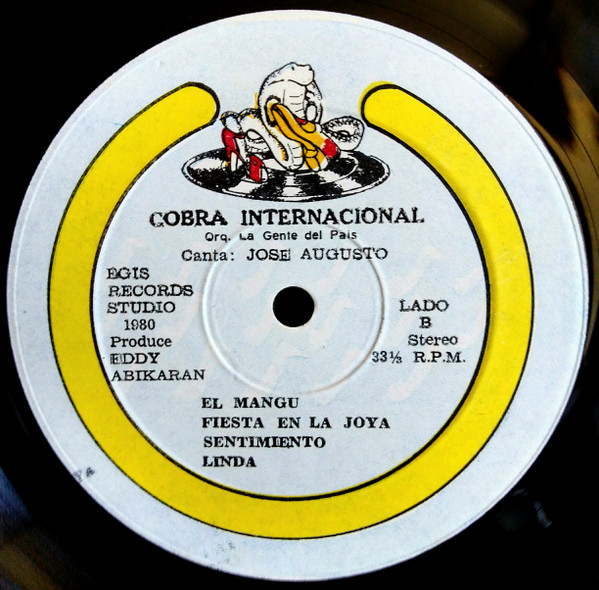 COBRA INTERNACIONAL
Orq. La Gente del Pais
Canta: JOSE AUGUSTO
EGIS
RECORDS
STUDIO
1980
Produce
EDDY
ABIKARAN
LADO
B
Stereo
33⅓ R.P.M.
EL MANGU
FIESTA EN LA JOYA
SENTIMIENTO
LINDA